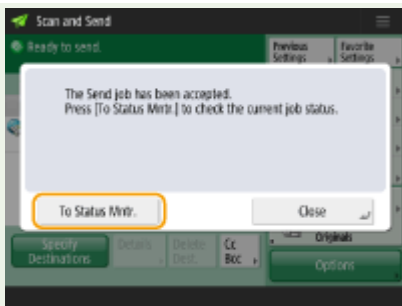 Scan and Send
Ready to send.
Previous
Settings
Favorite
Settings
The Send job has been accepted.
Press [To Status Mntr.] to check the current job status.
To Status Mntr.
Close
Originals
Specify
Destinations
Details
Delete
Dest.
Cc
Bcc
Options